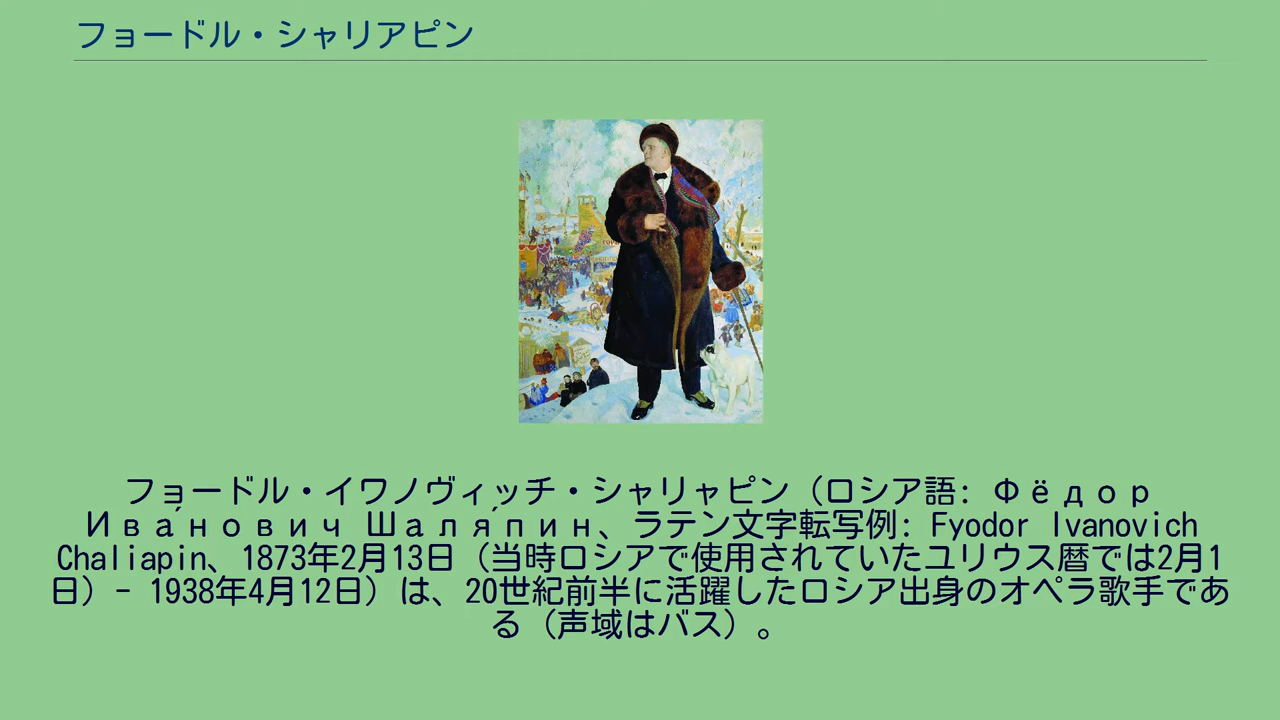 フョードル・シャリアピン
フョードル・イワノヴィッチ・シャリャピン（ロシア語: Фёдор
Ива́нович Шаля́пин、ラテン文字転写例: Fyodor Ivanovich
Chaliapin、1873年2月13日（当時ロシアで使用されていたユリウス暦では2月1
日）- 1938年4月12日）は、20世紀前半に活躍したロシア出身のオペラ歌手であ
る（声域はバス）。